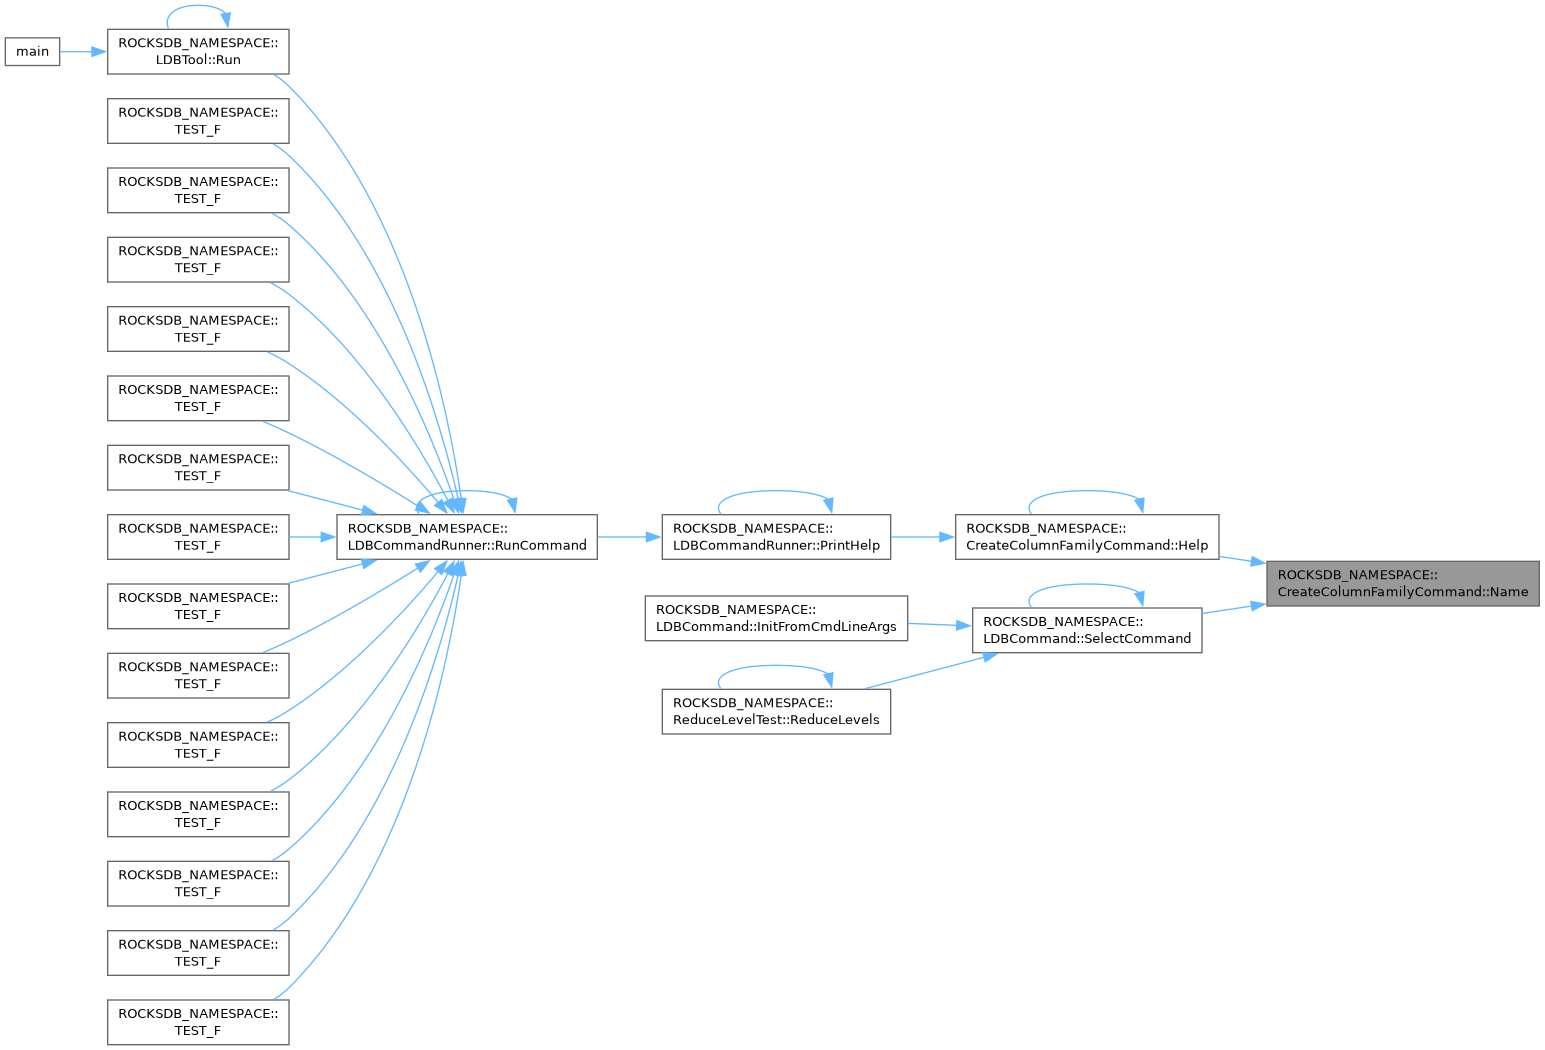 main
ROCKSDB_NAMESPACE::
LDBTool::Run
ROCKSDB_NAMESPACE::
TEST_F
ROCKSDB_NAMESPACE::
TEST_F
ROCKSDB_NAMESPACE::
TEST_F
ROCKSDB_NAMESPACE::
TEST_F
ROCKSDB_NAMESPACE::
TEST_F
ROCKSDB_NAMESPACE::
TEST_F
ROCKSDB_NAMESPACE::
TEST_F
ROCKSDB_NAMESPACE::
TEST_F
ROCKSDB_NAMESPACE::
TEST_F
ROCKSDB_NAMESPACE::
TEST_F
ROCKSDB_NAMESPACE::
TEST_F
ROCKSDB_NAMESPACE::
TEST_F
ROCKSDB_NAMESPACE::
TEST_F
ROCKSDB_NAMESPACE::
TEST_F
ROCKSDB_NAMESPACE::
LDBCommandRunner::RunCommand
ROCKSDB_NAMESPACE::
LDBCommandRunner::PrintHelp
ROCKSDB_NAMESPACE::
LDBCommand::InitFromCmdLineArgs
ROCKSDB_NAMESPACE::
ReduceLevelTest::ReduceLevels
ROCKSDB_NAMESPACE::
CreateColumnFamilyCommand::Help
ROCKSDB_NAMESPACE::
LDBCommand::SelectCommand
ROCKSDB_NAMESPACE::
CreateColumnFamilyCommand::Name